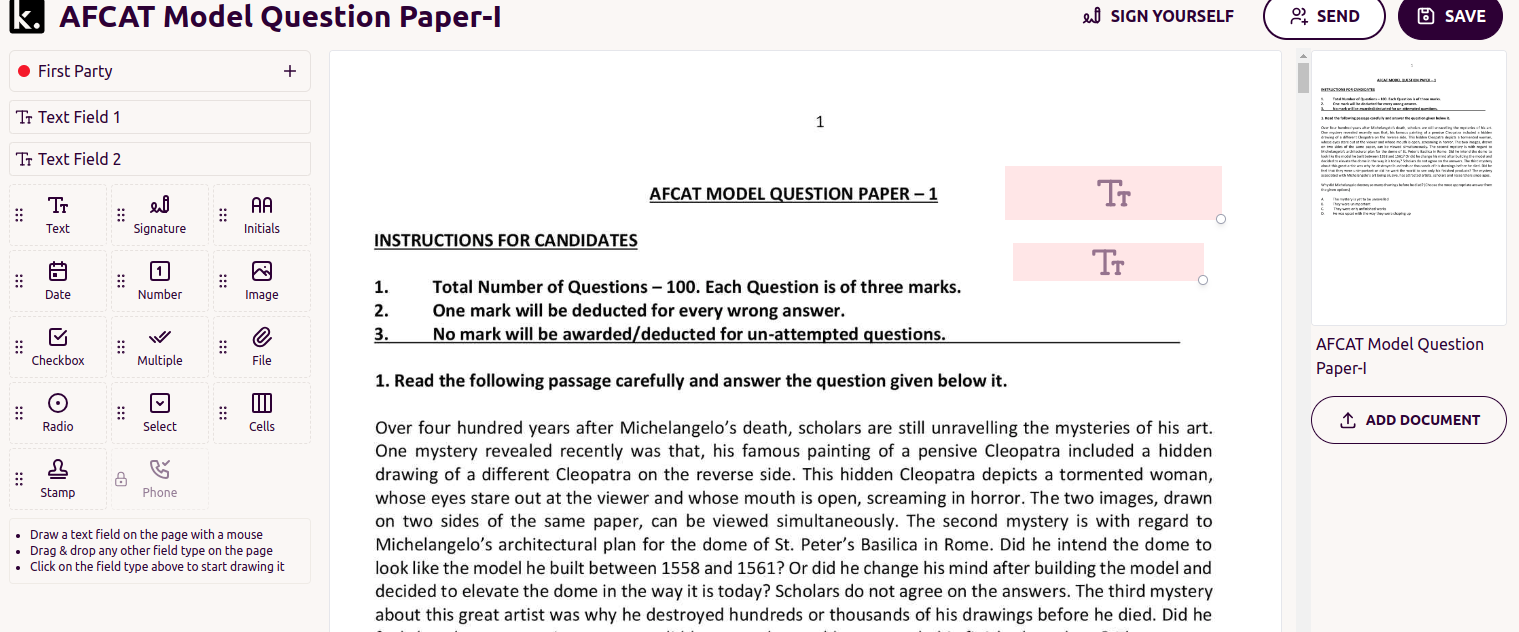 k. AFCAT Model Question Paper-I
SIGN YOURSELF
SEND
SAVE
First Party
Text Field 1
Text Field 2
Text
Signature
Initials
Date
Number
Image
Checkbox
Multiple
File
Radio
Select
Cells
Stamp
Phone
Draw a text field on the page with a mouse
Drag & drop any other field type on the page
Click on the field type above to start drawing it
1
AFCAT MODEL QUESTION PAPER – 1
INSTRUCTIONS FOR CANDIDATES
1. Total Number of Questions – 100. Each Question is of three marks.
2. One mark will be deducted for every wrong answer.
3. No mark will be awarded/deducted for un-attempted questions.
1. Read the following passage carefully and answer the question given below it.
Over four hundred years after Michelangelo's death, scholars are still unravelling the mysteries of his art.
One mystery revealed recently was that, his famous painting of a pensive Cleopatra included a hidden
drawing of a different Cleopatra on the reverse side. This hidden Cleopatra depicts a tormented woman,
whose eyes stare out at the viewer and whose mouth is open, screaming in horror. The two images, drawn
on two sides of the same paper, can be viewed simultaneously. The second mystery is with regard to
Michelangelo's architectural plan for the dome of St. Peter's Basilica in Rome. Did he intend the dome to
look like the model he built between 1558 and 1561? Or did he change his mind after building the model and
decided to elevate the dome in the way it is today? Scholars do not agree on the answers. The third mystery
about this great artist was why he destroyed hundreds or thousands of his drawings before he died. Did he
AFCAT Model Question
Paper-I
ADD DOCUMENT